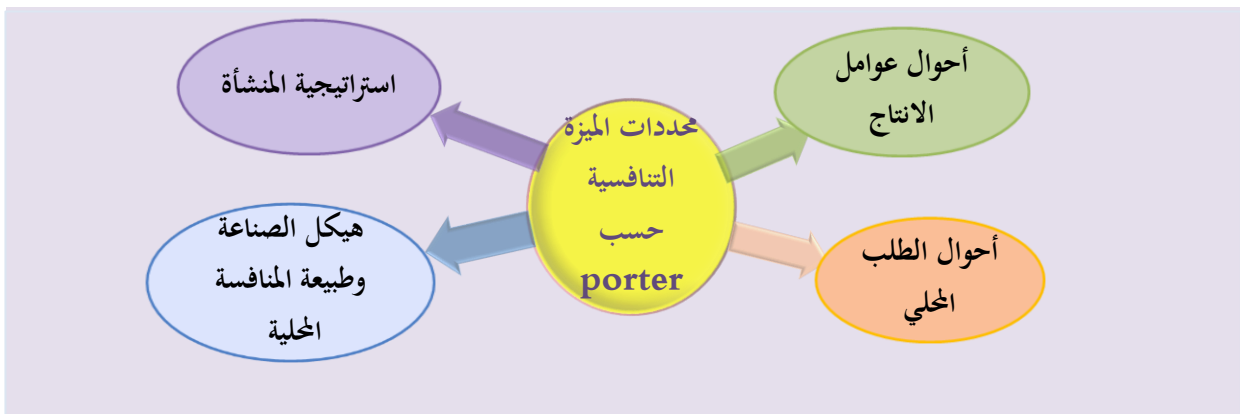 محددات الميزة
التنافسية
حسب
porter
أحوال عوامل
الانتاج
استراتيجية المنشأة
أحوال الطلب
المحلي
هيكل الصناعة
وطبيعة المنافسة
المحلية